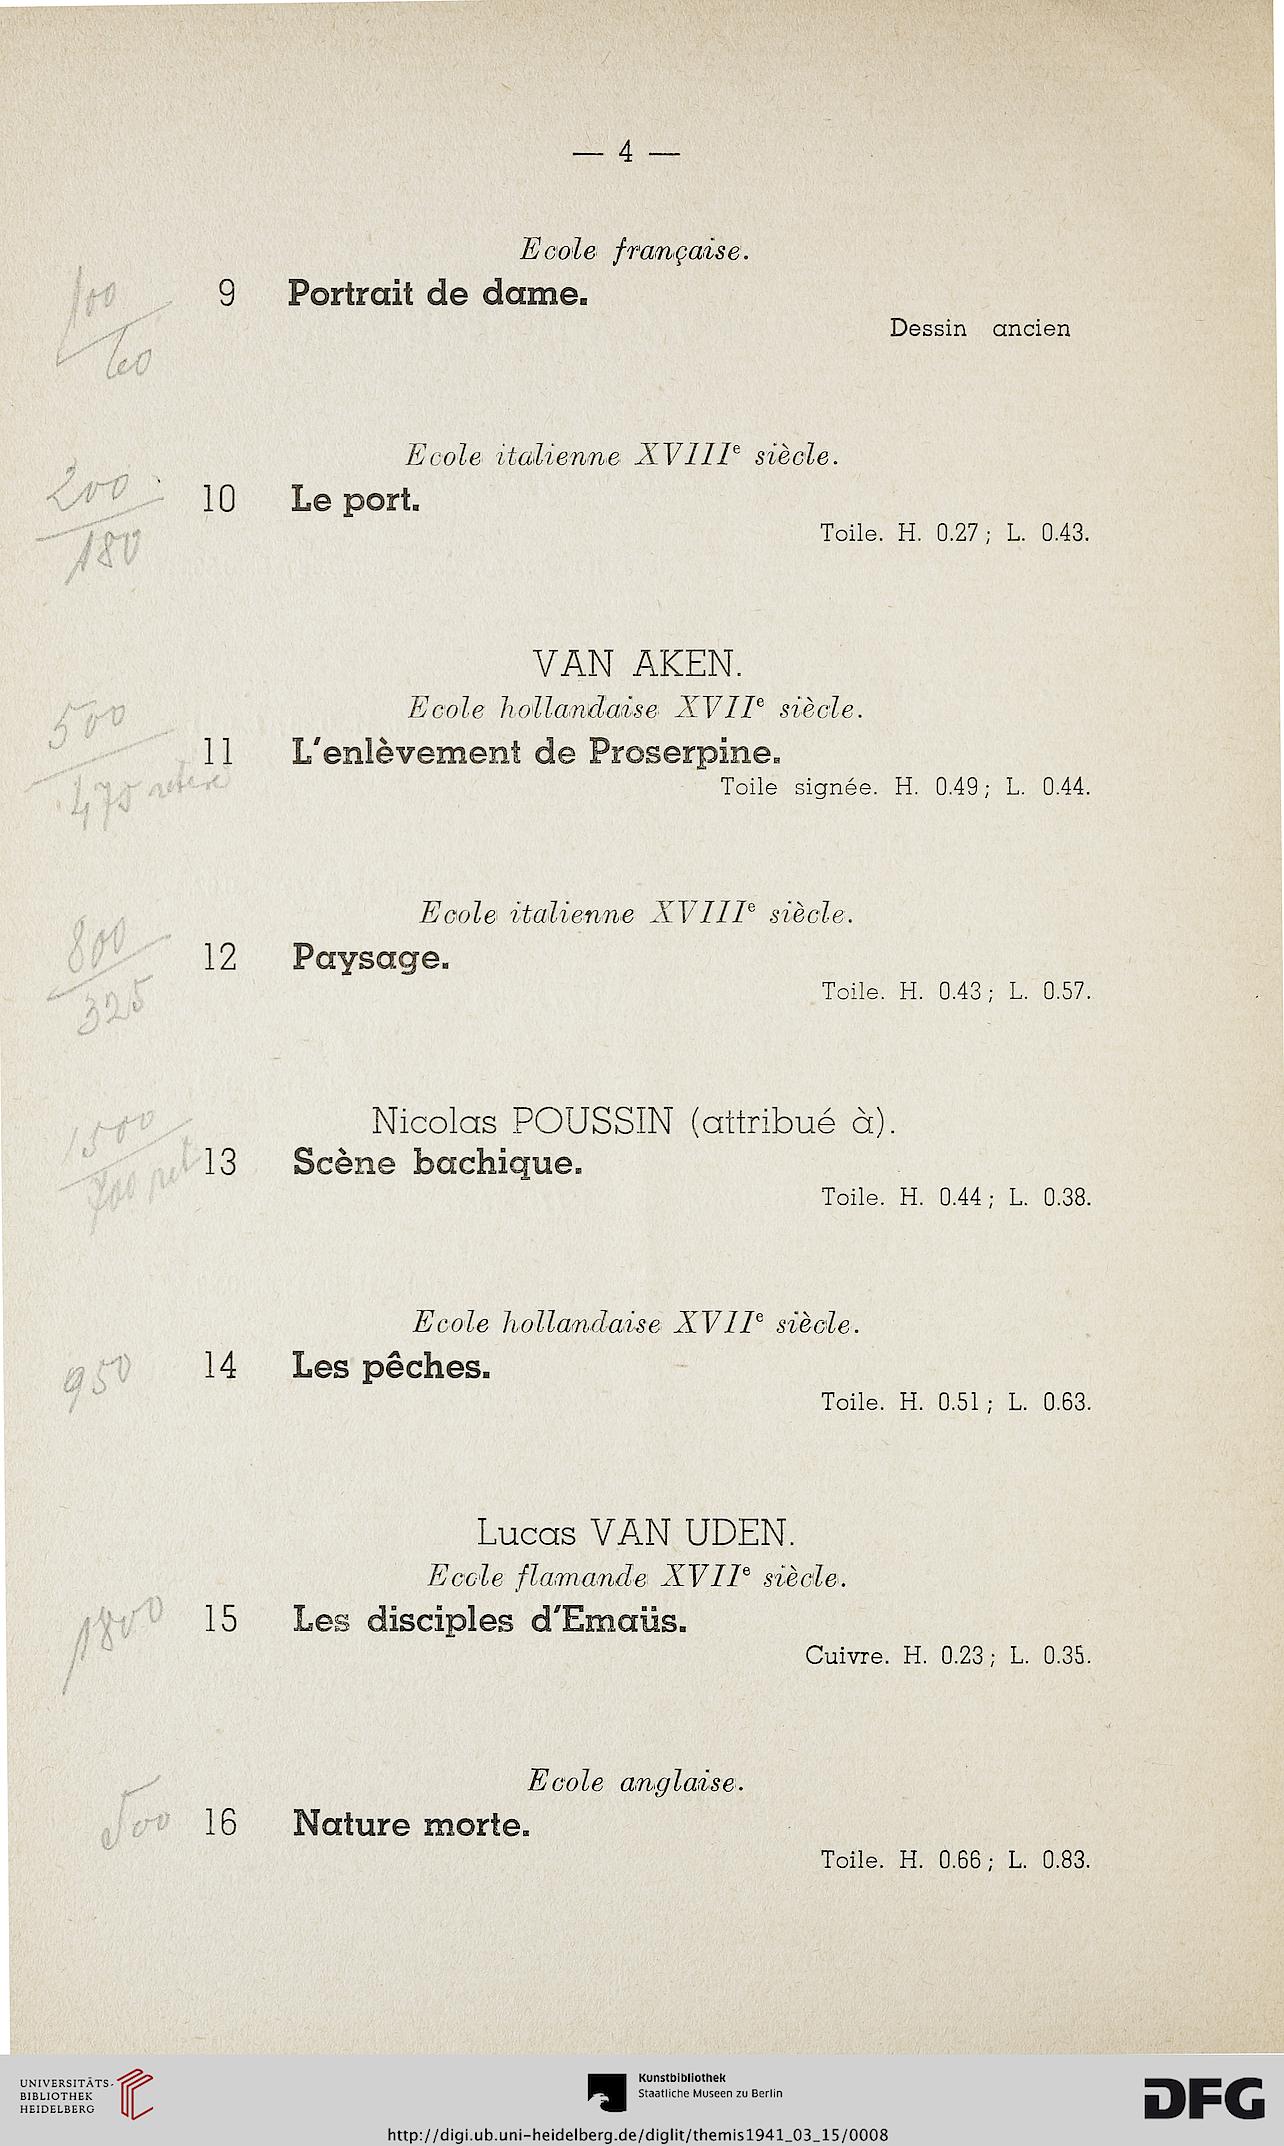 — 4 —
Ecole française.
100
9 Portrait de dame.
Dessin ancien
60
Ecole italienne XVIIIe siècle.
200
10 Le port.
Toile. H. 0.27 ; L. 0.43.
180
VAN AKEN.
Ecole hollandaise XVIIe siècle.
500
11 L'enlèvement de Proserpine.
475 retiré
Toile signée. H. 0.49 ; L. 0.44.
Ecole italienne XVIIIe siècle.
800
12 Paysage.
Toile. H. 0.43 ; L. 0.57.
325
Nicolas POUSSIN (attribué à).
1500
13 Scène bachique.
ret
Toile. H. 0.44 ; L. 0.38.
Ecole hollandaise XVIIe siècle.
950
14 Les pêches.
Toile. H. 0.51 ; L. 0.63.
Lucas VAN UDEN.
Ecole flamande XVIIe siècle.
1800
15 Les disciples d'Emaüs.
Cuivre. H. 0.23 ; L. 0.35.
Ecole anglaise.
500
16 Nature morte.
Toile. H. 0.66 ; L. 0.83.
UNIVERSITÄTS-
BIBLIOTHEK
HEIDELBERG
Kunstbibliothek
Staatliche Museen zu Berlin
DFG
http://digi.ub.uni-heidelberg.de/diglit/themis1941_03_15/0008